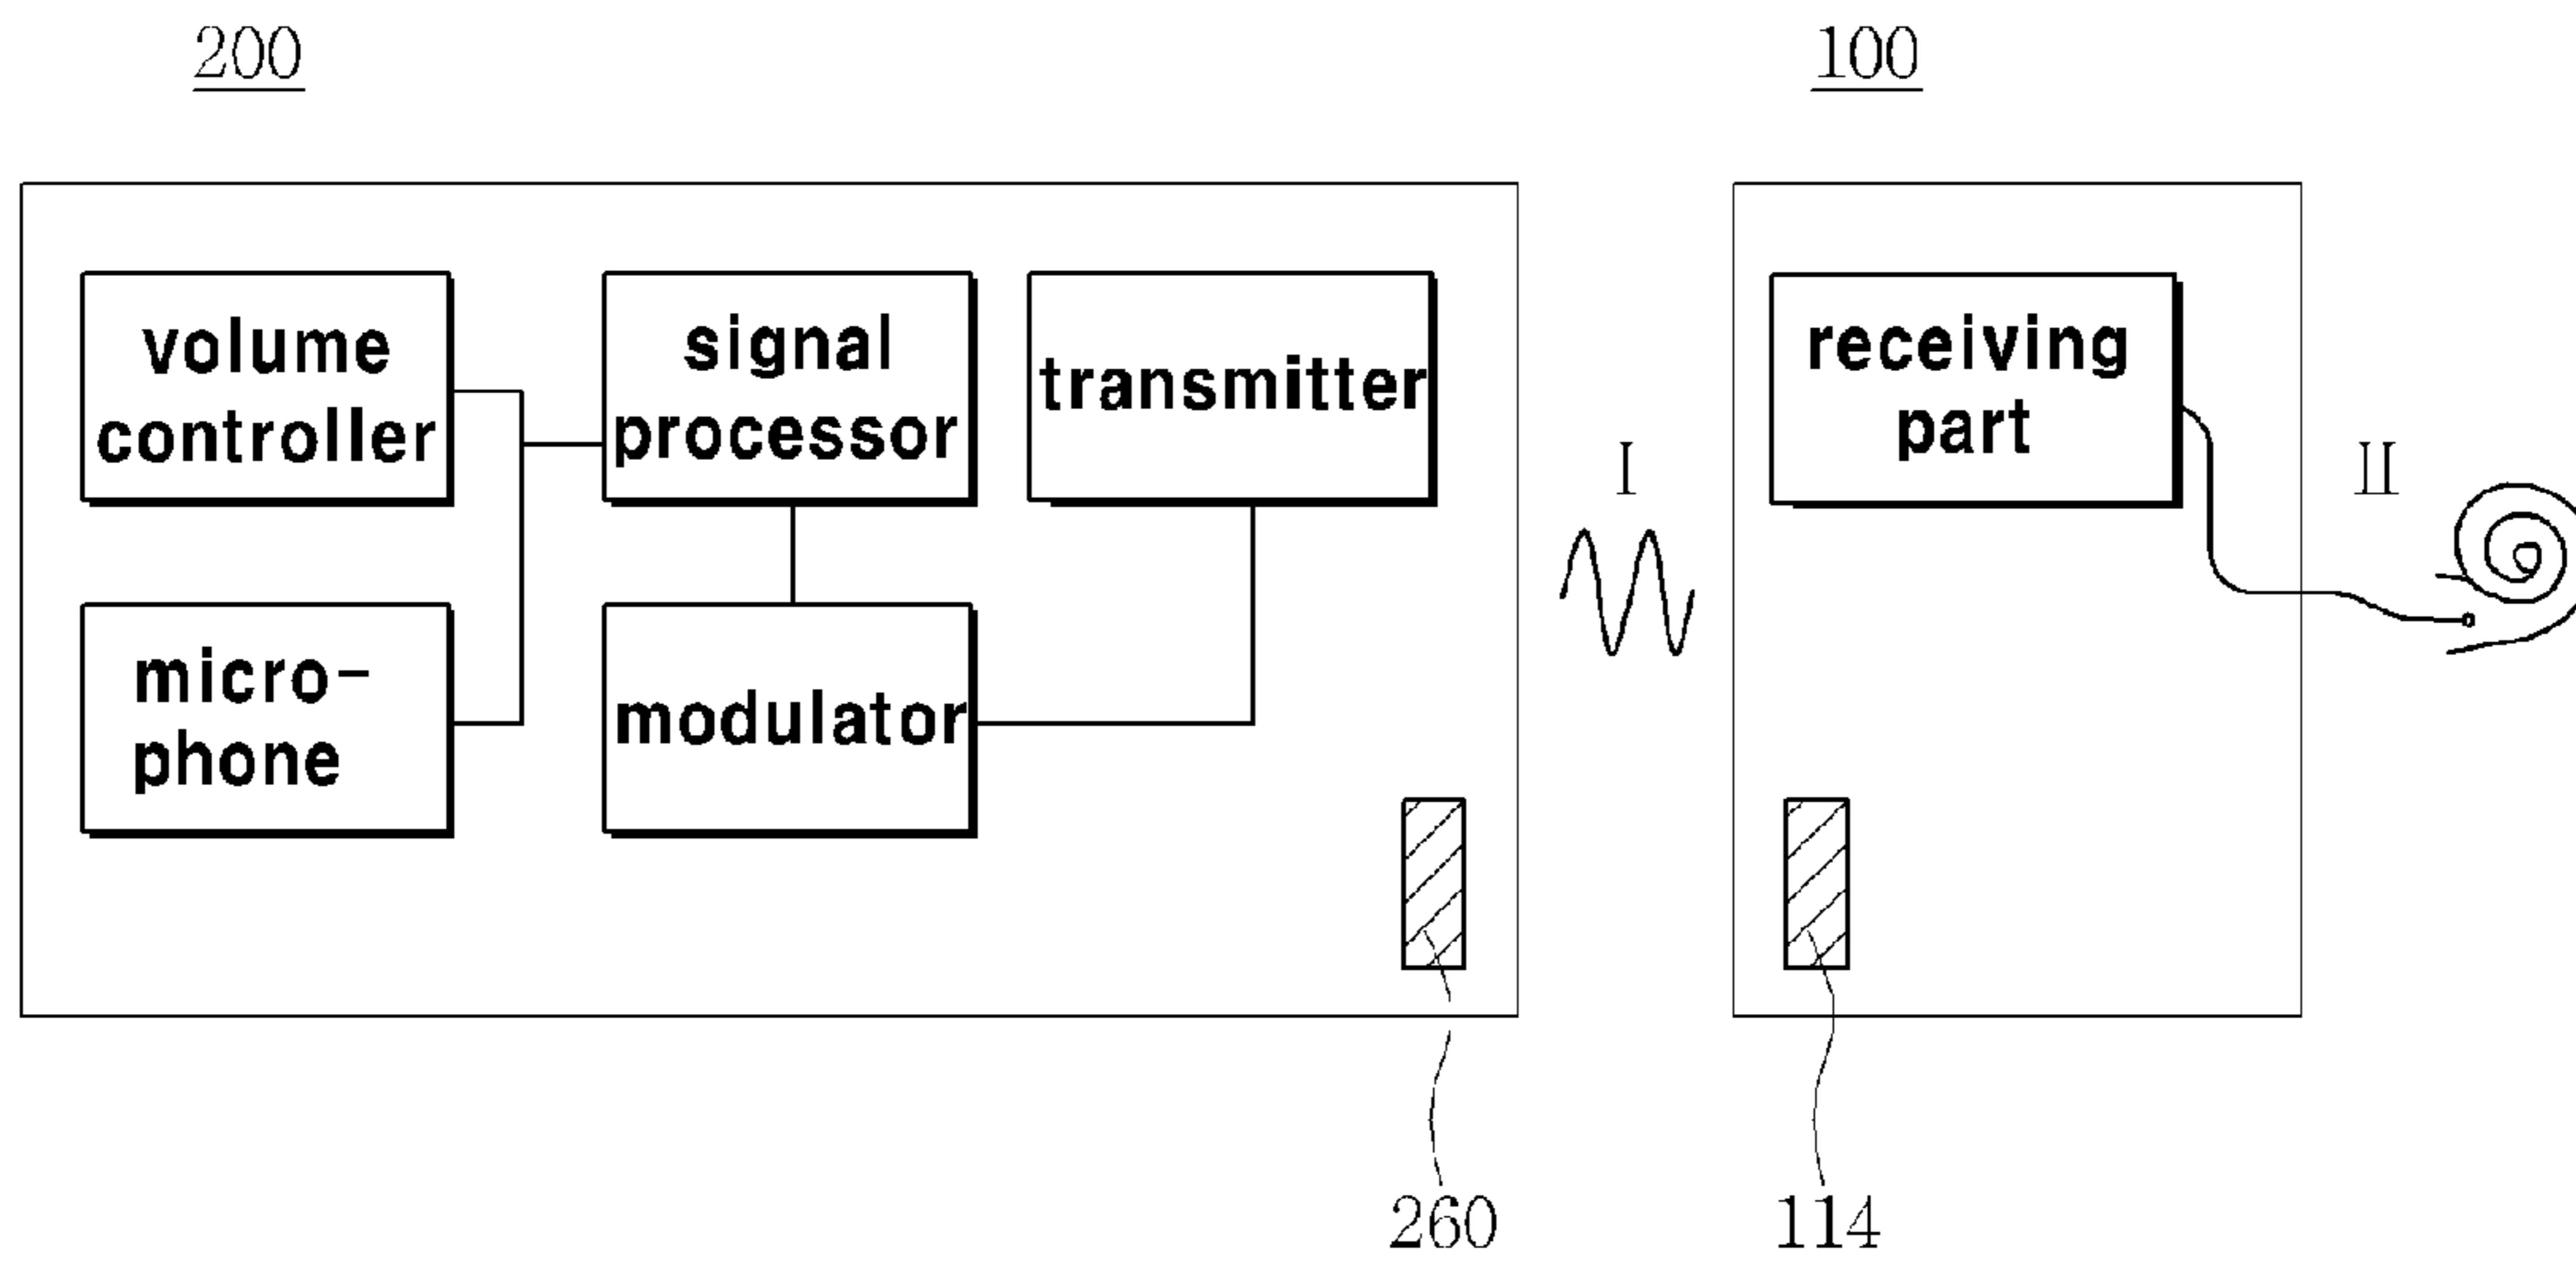 200
100
volume
controller
signal
processor
transmitter
receiving
part
I
II
micro-
phone
modulator
260
114